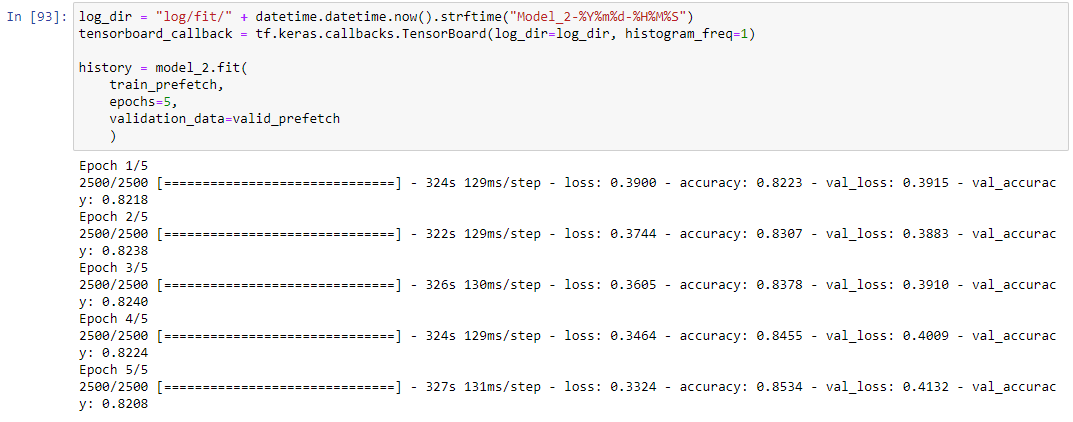 In [93]: log_dir = "log/fit/" + datetime.datetime.now().strftime("Model_2-%Y%m%d-%H%M%S")
tensorboard_callback = tf.keras.callbacks.TensorBoard(log_dir=log_dir, histogram_freq=1)
history = model_2.fit(
train_prefetch,
epochs=5,
validation_data=valid_prefetch
)
Epoch 1/5
2500/2500 [==============================] - 324s 129ms/step - loss: 0.3900 - accuracy: 0.8223 - val_loss: 0.3915 - val_accurac
y: 0.8218
Epoch 2/5
2500/2500 [==============================] - 322s 129ms/step - loss: 0.3744 - accuracy: 0.8307 - val_loss: 0.3883 - val_accurac
y: 0.8238
Epoch 3/5
2500/2500 [==============================] - 326s 130ms/step - loss: 0.3605 - accuracy: 0.8378 - val_loss: 0.3910 - val_accurac
y: 0.8240
Epoch 4/5
2500/2500 [==============================] - 324s 129ms/step - loss: 0.3464 - accuracy: 0.8455 - val_loss: 0.4009 - val_accurac
y: 0.8224
Epoch 5/5
2500/2500 [==============================] - 327s 131ms/step - loss: 0.3324 - accuracy: 0.8534 - val_loss: 0.4132 - val_accurac
y: 0.8208